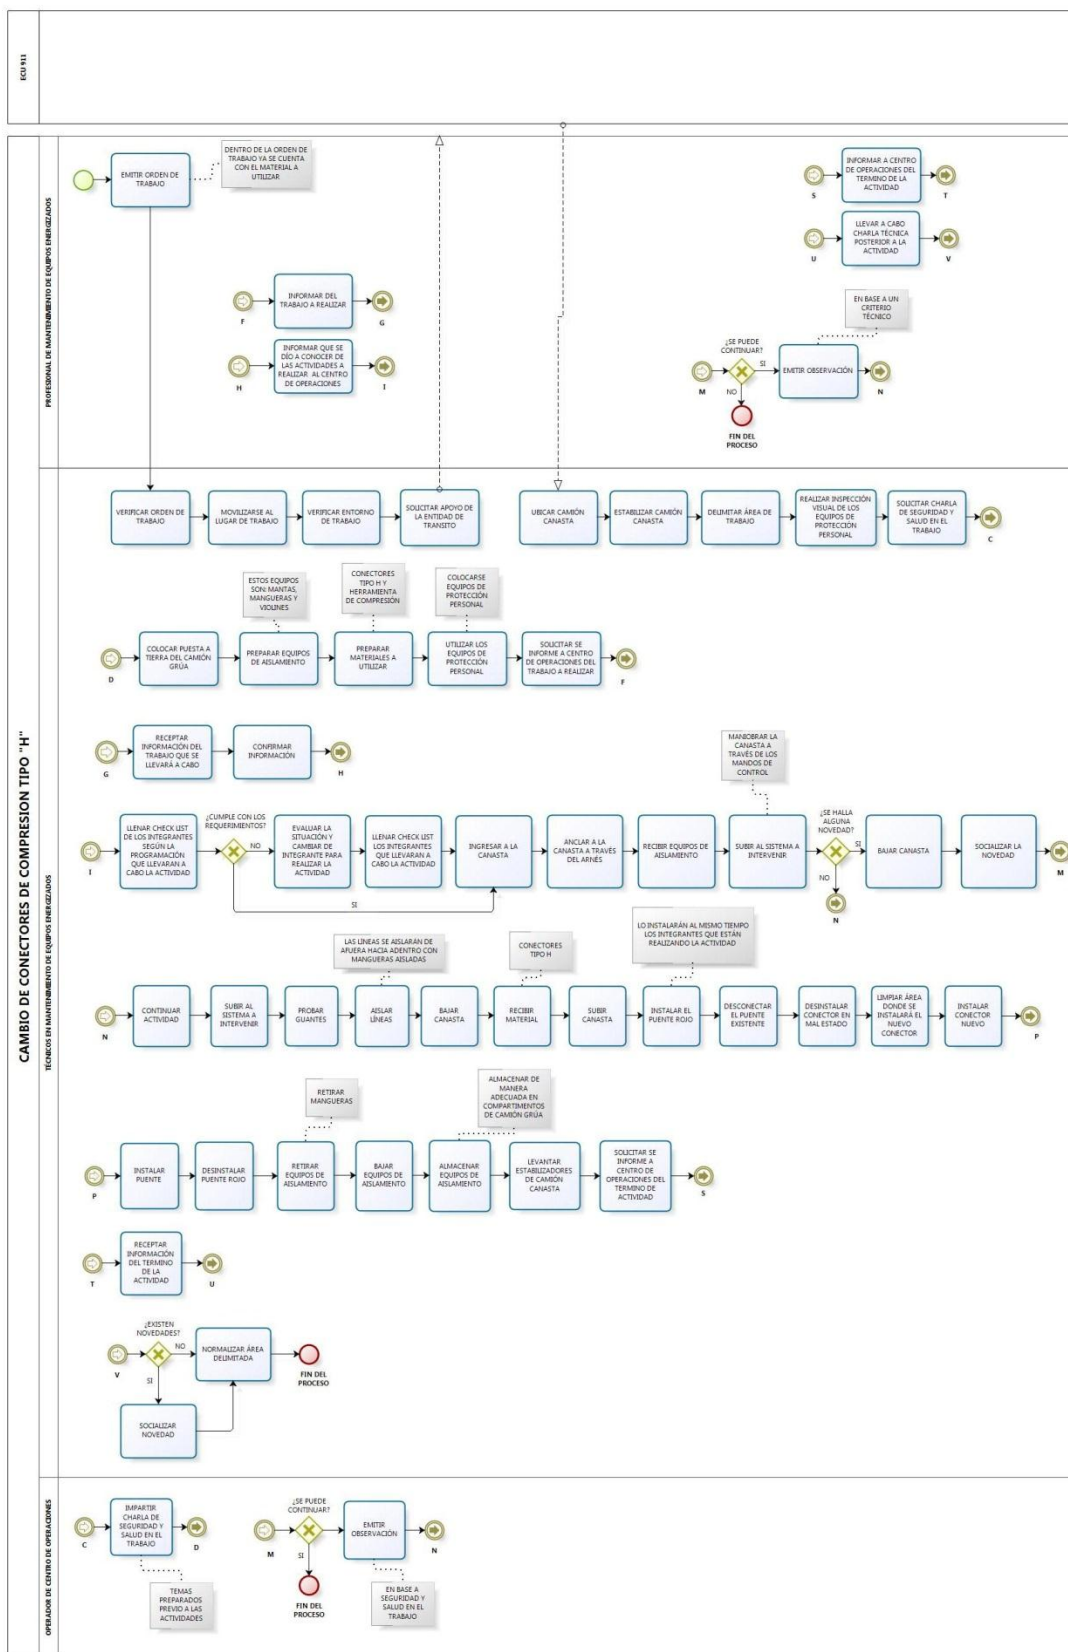 ECU 911
CAMBIO DE CONECTORES DE COMPRESION TIPO "H"
PROFESIONAL DE MANTENIMIENTO DE EQUIPOS ENERGIZADOS
EMITIR ORDEN DE
TRABAJO
DENTRO DE LA ORDEN DE
TRABAJO YA SE CUENTA
CON EL MATERIAL A
UTILIZAR
S
INFORMAR A CENTRO
DE OPERACIONES DEL
TERMINO DE LA
ACTIVIDAD
T
U
LLEVAR A CABO
CHARLA TÉCNICA
POSTERIOR A LA
ACTIVIDAD
V
F
INFORMAR DEL
TRABAJO A REALIZAR
G
H
INFORMAR QUE SE
DÍO A CONOCER DE
LAS ACTIVIDADES A
REALIZAR AL CENTRO
DE OPERACIONES
I
EN BASE A UN
CRITERIO
TÉCNICO
¿SE PUEDE
CONTINUAR?
M
SI
NO
EMITIR OBSERVACIÓN
N
FIN DEL
PROCESO
TÉCNICOS EN MANTENIMIENTO DE EQUIPOS ENERGIZADOS
VERIFICAR ORDEN DE
TRABAJO
MOVILIZARSE AL
LUGAR DE TRABAJO
VERIFICAR ENTORNO
DE TRABAJO
SOLICITAR APOYO DE
LA ENTIDAD DE
TRANSITO
UBICAR CAMIÓN
CANASTA
ESTABILIZAR CAMIÓN
CANASTA
DELIMITAR ÁREA DE
TRABAJO
REALIZAR INSPECCIÓN
VISUAL DE LOS
EQUIPOS DE
PROTECCIÓN
PERSONAL
SOLICITAR CHARLA
DE SEGURIDAD Y
SALUD EN EL
TRABAJO
C
ESTOS EQUIPOS
SON: MANTAS,
MANGUERAS Y
VIOLINES
CONECTORES
TIPO H Y
HERRAMIENTA
DE COMPRESIÓN
COLOCARSE
EQUIPOS DE
PROTECCIÓN
PERSONAL
D
COLOCAR PUESTA A
TIERRA DEL CAMIÓN
GRÚA
PREPARAR EQUIPOS
DE AISLAMIENTO
PREPARAR
MATERIALES A
UTILIZAR
UTILIZAR LOS
EQUIPOS DE
PROTECCIÓN
PERSONAL
SOLICITAR SE
INFORME A CENTRO
DE OPERACIONES DEL
TRABAJO A REALIZAR
F
G
RECEPTAR
INFORMACIÓN DEL
TRABAJO QUE SE
LLEVARÁ A CABO
CONFIRMAR
INFORMACIÓN
H
MANIOBRAR LA
CANASTA A
TRAVÉS DE LOS
MANDOS DE
CONTROL
I
LLENAR CHECK LIST
DE LOS INTEGRANTES
SEGÚN LA
PROGRAMACIÓN
QUE LLEVARAN A
CABO LA ACTIVIDAD
¿CUMPLE CON LOS
REQUERIMIENTOS?
NO
SI
EVALUAR LA
SITUACIÓN Y
CAMBIAR DE
INTEGRANTE PARA
REALIZAR LA
ACTIVIDAD
LLENAR CHECK LIST
LOS INTEGRANTES
QUE LLEVARAN A
CABO LA ACTIVIDAD
INGRESAR A LA
CANASTA
ANCLAR A LA
CANASTA A TRAVÉS
DEL ARNÉS
RECIBIR EQUIPOS DE
AISLAMIENTO
SUBIR AL SISTEMA A
INTERVENIR
¿SE HALLA
ALGUNA
NOVEDAD?
SI
NO
N
BAJAR CANASTA
SOCIALIZAR LA
NOVEDAD
M
LAS LÍNEAS SE AISLARÁN DE
AFUERA HACIA ADENTRO CON
MANGUERAS AISLADAS
CONECTORES
TIPO H
LO INSTALARÁN AL MISMO TIEMPO
LOS INTEGRANTES QUE ESTÁN
REALIZANDO LA ACTIVIDAD
N
CONTINUAR
ACTIVIDAD
SUBIR AL
SISTEMA A
INTERVENIR
PROBAR
GUANTES
AISLAR
LÍNEAS
BAJAR
CANASTA
RECIBIR
MATERIAL
SUBIR
CANASTA
INSTALAR EL
PUENTE ROJO
DESCONECTAR
EL PUENTE
EXISTENTE
DESINSTALAR
CONECTOR EN
MAL ESTADO
LIMPIAR ÁREA
DONDE SE
INSTALARÁ EL
NUEVO
CONECTOR
INSTALAR
CONECTOR
NUEVO
P
RETIRAR
MANGUERAS
ALMACENAR DE
MANERA
ADECUADA EN
COMPARTIMENTOS
DE CAMIÓN GRÚA
P
INSTALAR
PUENTE
DESINSTALAR
PUENTE ROJO
RETIRAR
EQUIPOS DE
AISLAMIENTO
BAJAR
EQUIPOS DE
AISLAMIENTO
ALMACENAR
EQUIPOS DE
AISLAMIENTO
LEVANTAR
ESTABILIZADORES
DE CAMIÓN
CANASTA
SOLICITAR SE
INFORME A
CENTRO DE
OPERACIONES DEL
TERMINO DE
ACTIVIDAD
S
T
RECEPTAR
INFORMACIÓN
DEL TERMINO
DE LA
ACTIVIDAD
U
¿EXISTEN
NOVEDADES?
V
NO
SI
NORMALIZAR ÁREA
DELIMITADA
FIN DEL
PROCESO
SOCIALIZAR
NOVEDAD
OPERADOR DE CENTRO DE OPERACIONES
C
IMPARTIR
CHARLA DE
SEGURIDAD Y
SALUD EN EL
TRABAJO
D
TEMAS
PREPARADOS
PREVIO A LAS
ACTIVIDADES
¿SE PUEDE
CONTINUAR?
M
SI
FIN DEL
PROCESO
EMITIR
OBSERVACIÓN
N
EN BASE A
SEGURIDAD Y
SALUD EN EL
TRABAJO